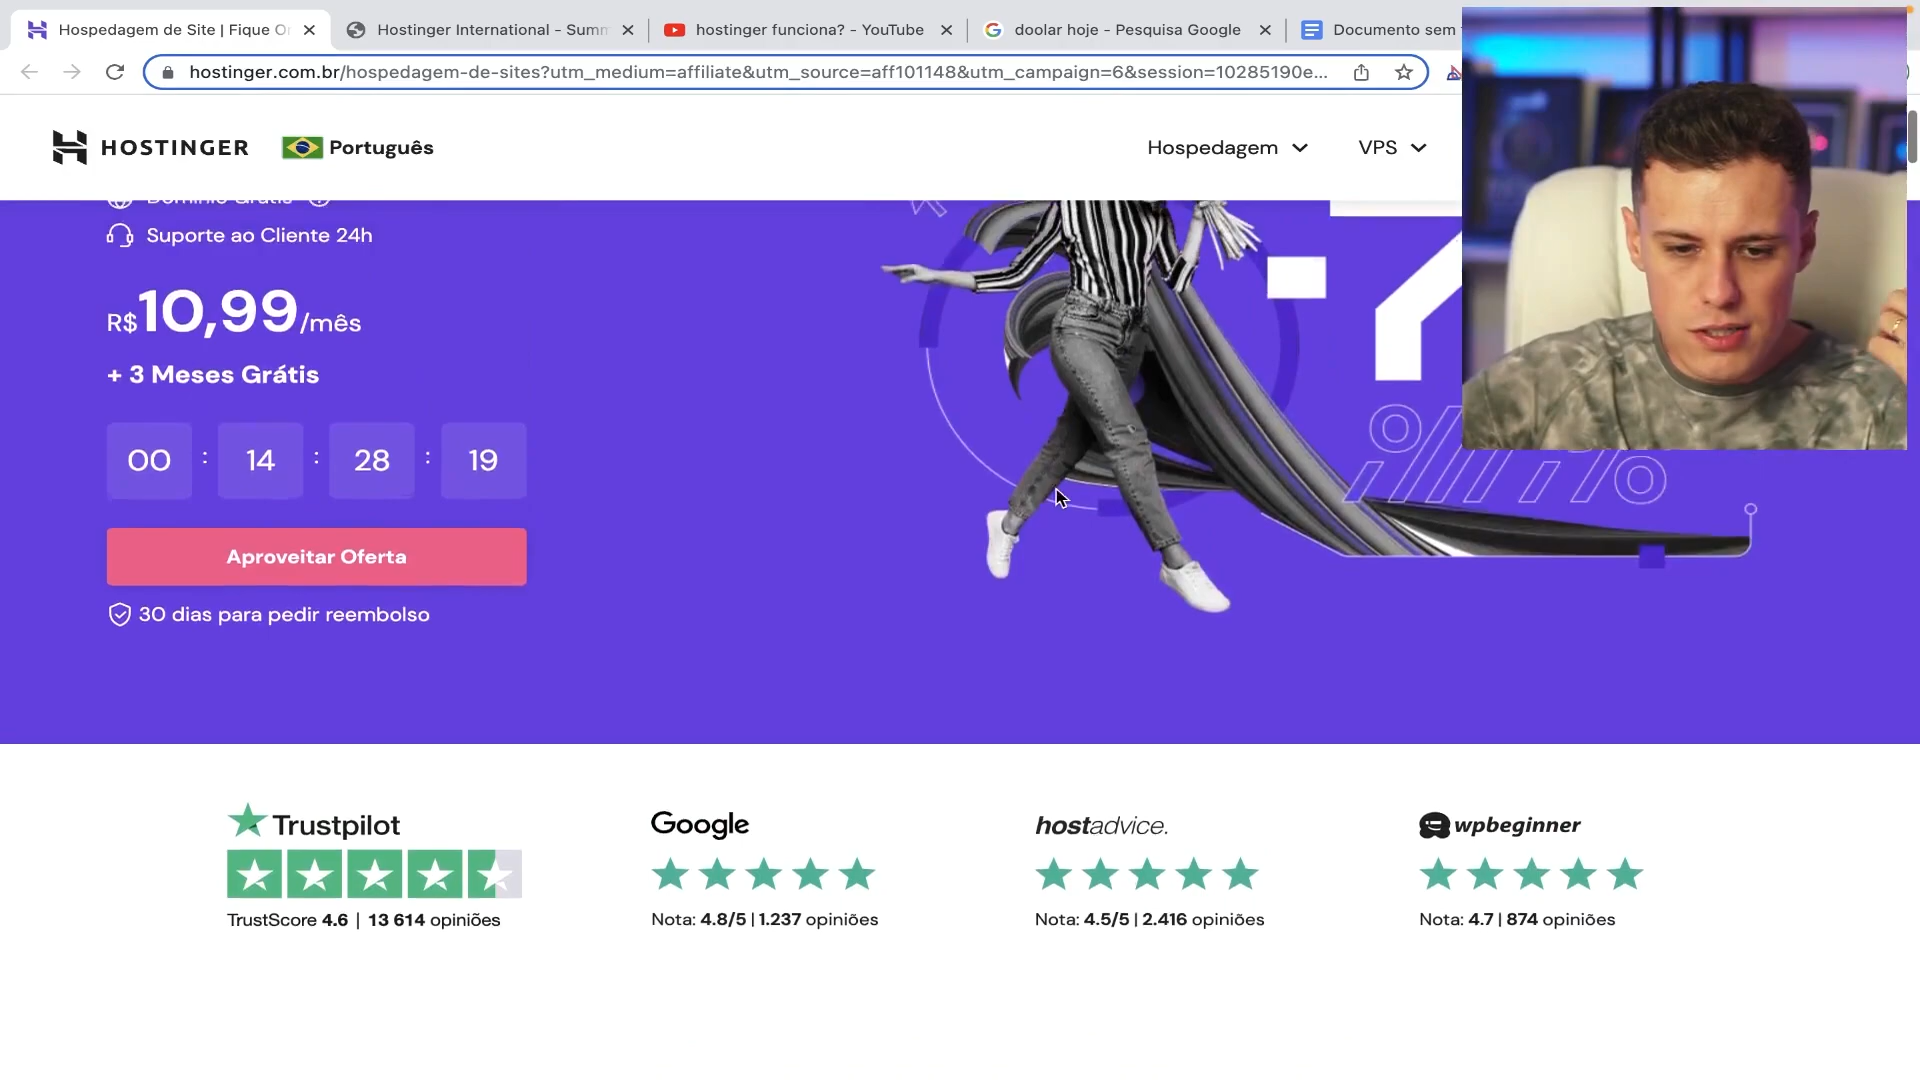 Hospedagem de Site | Fique O
Hostinger International - Summ
hostinger funciona? - YouTube
doolar hoje - Pesquisa Google
Documento sem
hostinger.com.br/hospedagem-de-sites?utm_medium=affiliate&utm_source=aff101148&utm_campaign=6&session=10285190e...
HOSTINGER
Português
Hospedagem
VPS
Domínio Grátis
Suporte ao Cliente 24h
R$10,99/mês
+ 3 Meses Grátis
00 : 14 : 28 : 19
Aproveitar Oferta
30 dias para pedir reembolso
Trustpilot
TrustScore 4.6 | 13 614 opiniões
Google
Nota: 4.8/5 | 1.237 opiniões
hostadvice.
Nota: 4.5/5 | 2.416 opiniões
wpbeginner
Nota: 4.7 | 874 opiniões